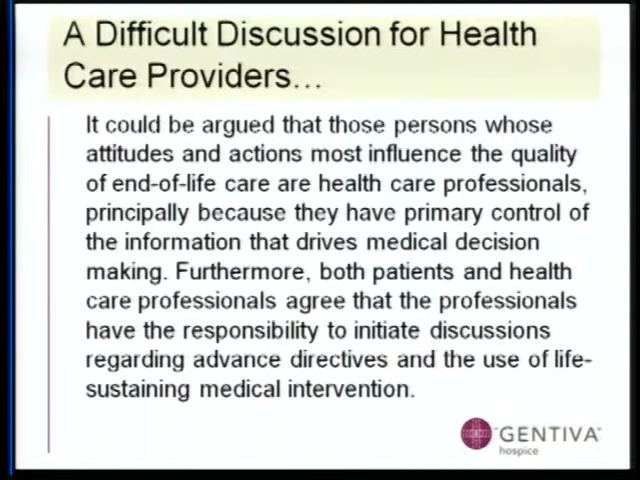 A Difficult Discussion for Health
Care Providers…
It could be argued that those persons whose
attitudes and actions most influence the quality
of end-of-life care are health care professionals,
principally because they have primary control of
the information that drives medical decision
making. Furthermore, both patients and health
care professionals agree that the professionals
have the responsibility to initiate discussions
regarding advance directives and the use of life-
sustaining medical intervention.
GENTIVA
hospice